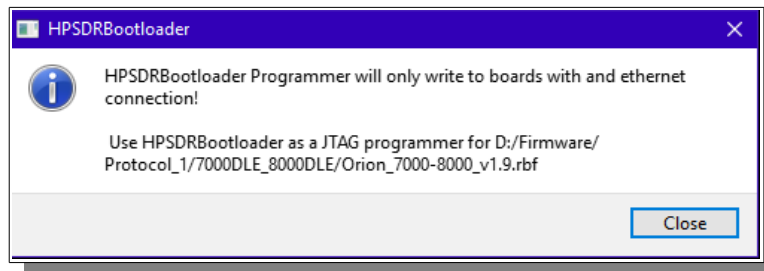 HPSDRBootloader
HPSDRBootloader Programmer will only write to boards with and ethernet
connection!
Use HPSDRBootloader as a JTAG programmer for D:/Firmware/
Protocol_1/7000DLE_8000DLE/Orion_7000-8000_v1.9.rbf
Close